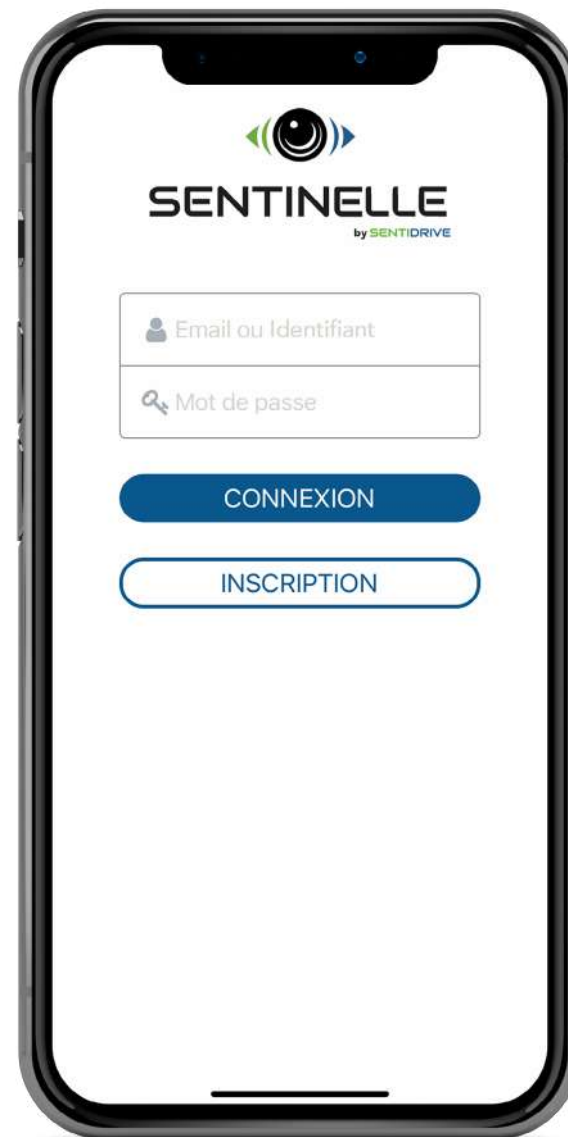 SENTINELLE
by SENTIDRIVE
Email ou Identifiant
Mot de passe
CONNEXION
INSCRIPTION